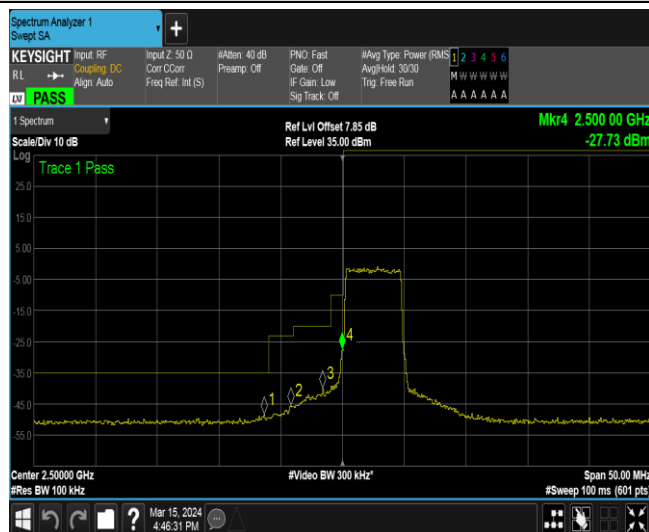 Spectrum Analyzer 1
Swept SA
KEYSIGHT
RL
LXI PASS
Input: RF
Coupling: DC
Align: Auto
Input Z: 50 Ω
Corr CCorr
Freq Ref: Int (S)
#Atten: 40 dB
Preamp: Off
PNO: Fast
Gate: Off
IF Gain: Low
Sig Track: Off
#Avg Type: Power (RMS
Avg|Hold: 30/30
Trig: Free Run
1 2 3 4 5 6
M W W W W W
A A A A A A
1 Spectrum
Scale/Div 10 dB
Ref Lvl Offset 7.85 dB
Ref Level 35.00 dBm
Mkr4 2.500 00 GHz
-27.73 dBm
Log
Trace 1 Pass
25.0
15.0
5.00
-5.00
-15.0
-25.0
-35.0
-45.0
-55.0
1
2
3
4
Center 2.50000 GHz
#Res BW 100 kHz
#Video BW 300 kHz*
Span 50.00 MHz
#Sweep 100 ms (601 pts)
?
Mar 15, 2024
4:46:31 PM